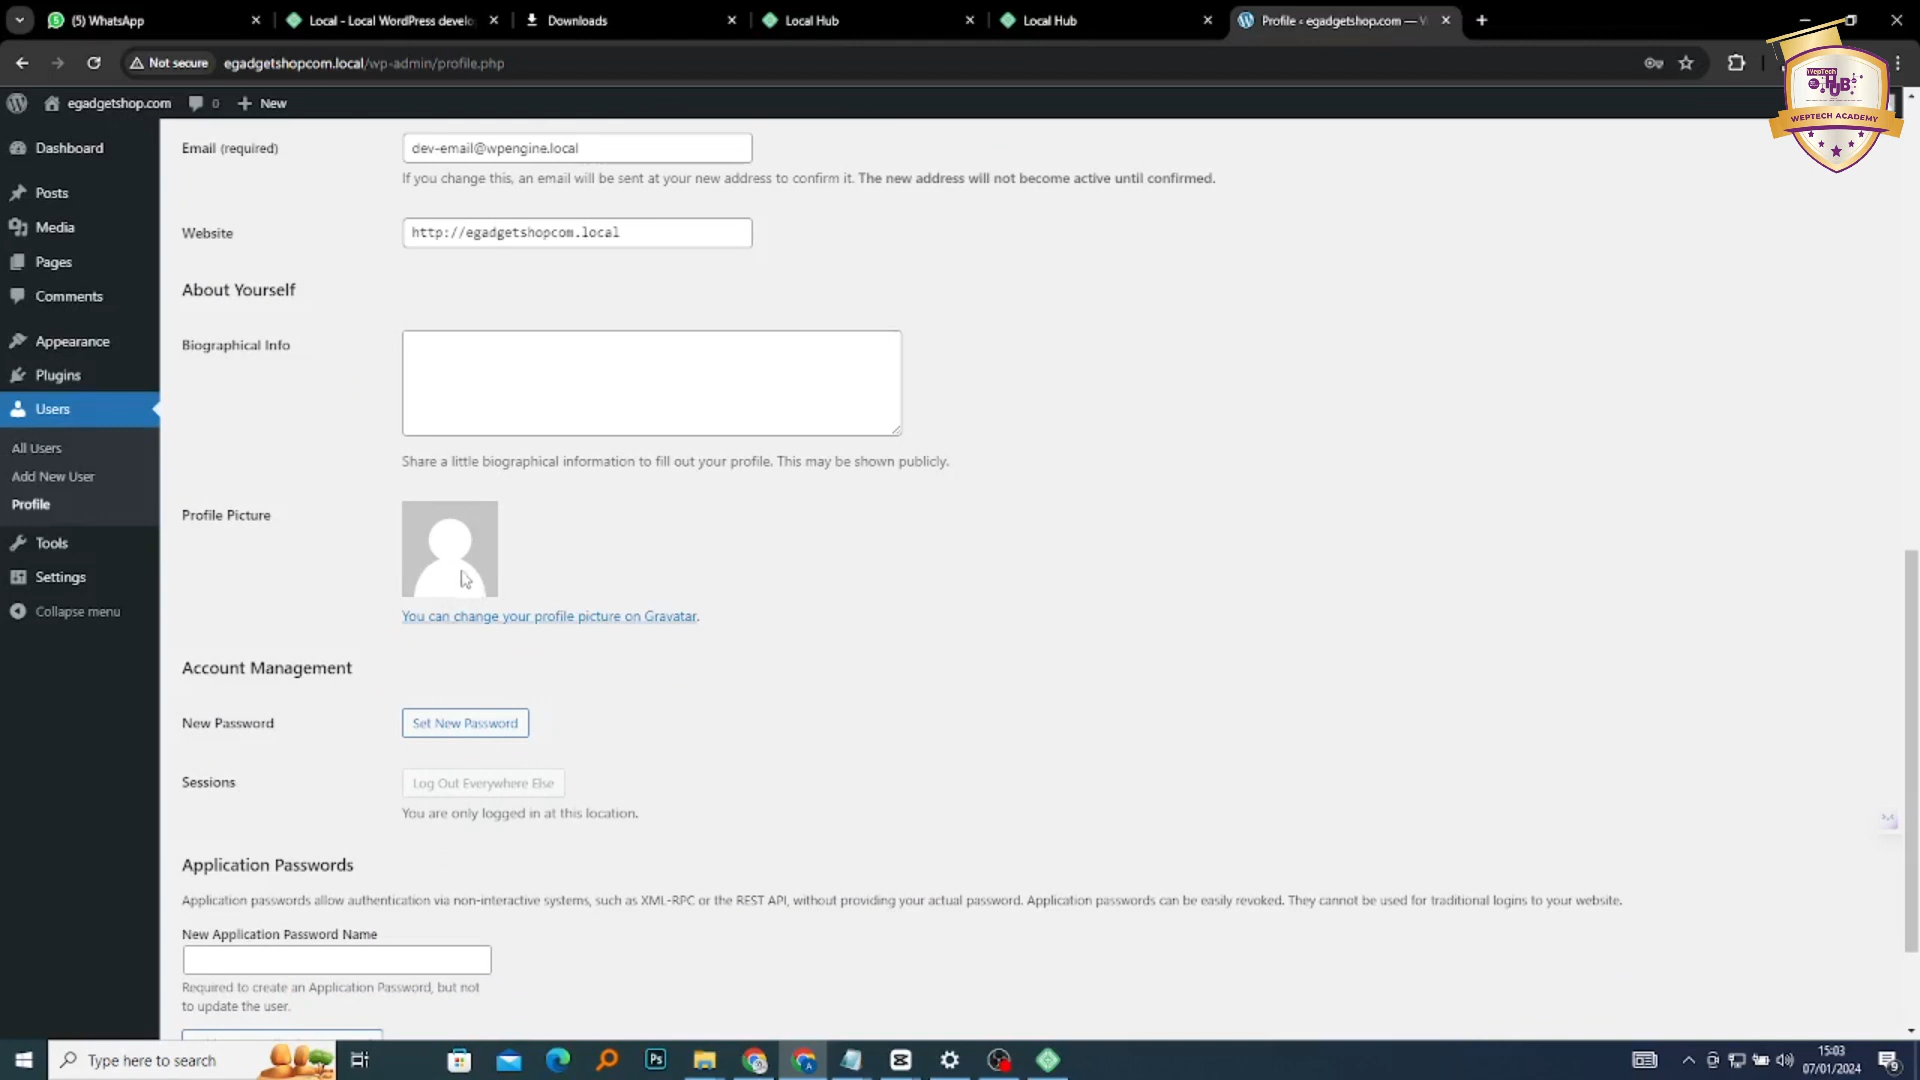 (5) WhatsApp
Local - Local WordPress develo
Downloads
Local Hub
Local Hub
Profile ‹ egadgetshop.com —
Not secure
egadgetshopcom.local/wp-admin/profile.php
egadgetshop.com
0
New
WepTech
HUB
WEPTECH ACADEMY
Dashboard
Posts
Media
Pages
Comments
Appearance
Plugins
Users
All Users
Add New User
Profile
Tools
Settings
Collapse menu
Email (required)
dev-email@wpengine.local
If you change this, an email will be sent at your new address to confirm it. The new address will not become active until confirmed.
Website
http://egadgetshopcom.local
About Yourself
Biographical Info
Share a little biographical information to fill out your profile. This may be shown publicly.
Profile Picture
You can change your profile picture on Gravatar.
Account Management
New Password
Set New Password
Sessions
Log Out Everywhere Else
You are only logged in at this location.
Application Passwords
Application passwords allow authentication via non-interactive systems, such as XML-RPC or the REST API, without providing your actual password. Application passwords can be easily revoked. They cannot be used for traditional logins to your website.
New Application Password Name
Required to create an Application Password, but not
to update the user.
Type here to search
Ps
A
15:03
07/01/2024
9